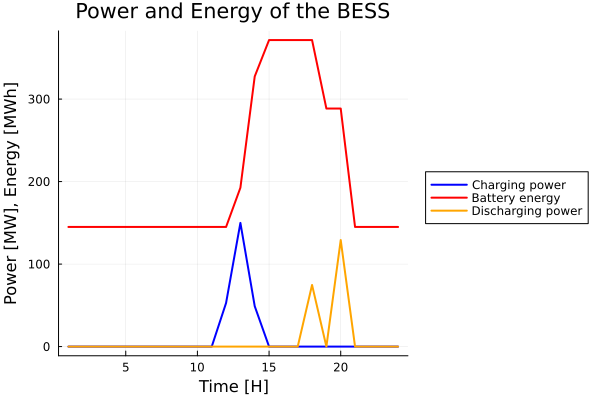 Power and Energy of the BESS
Power [MW], Energy [MWh]
300
200
100
0
5 10 15 20
Time [H]
Charging power
Battery energy
Discharging power